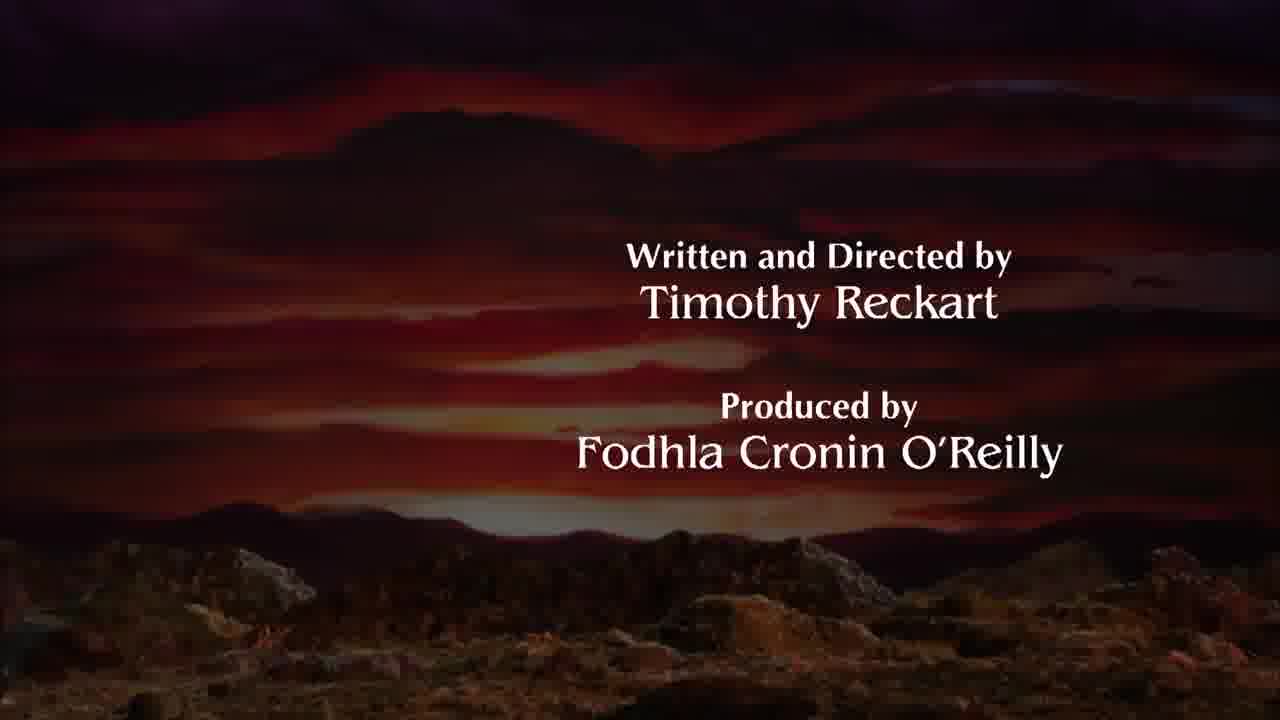 Written and Directed by
Timothy Reckart
Produced by
Fodhla Cronin O'Reilly